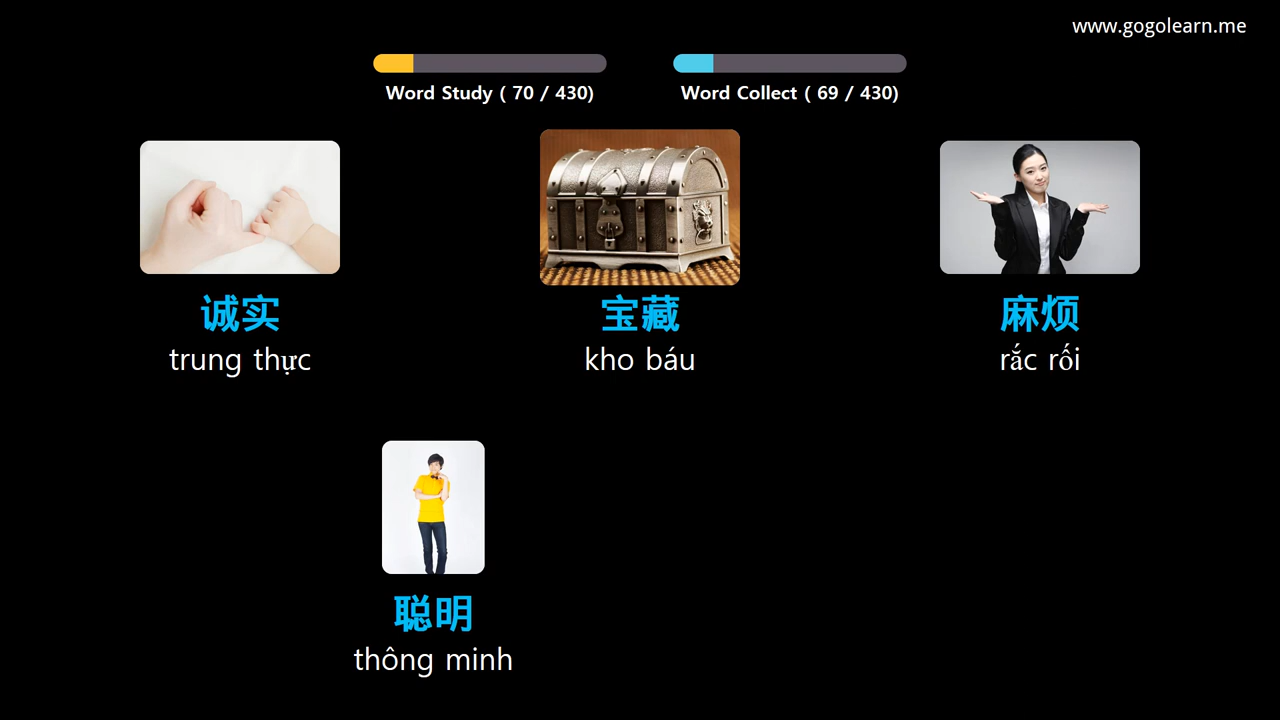 www.gogolearn.me
Word Study ( 70 / 430)
Word Collect ( 69 / 430)
诚实
trung thực
宝藏
kho báu
麻烦
rắc rối
聪明
thông minh